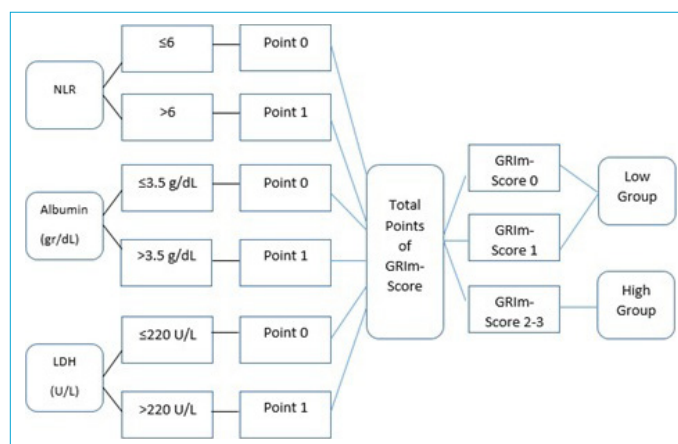 NLR
≤6
Point 0
>6
Point 1
Albumin
(gr/dL)
≤3.5 g/dL
Point 0
>3.5 g/dL
Point 1
LDH
(U/L)
≤220 U/L
Point 0
>220 U/L
Point 1
Total
Points
of
GRIm-
Score
GRIm-
Score 0
GRIm-
Score 1
GRIm-
Score 2-3
Low
Group
High
Group